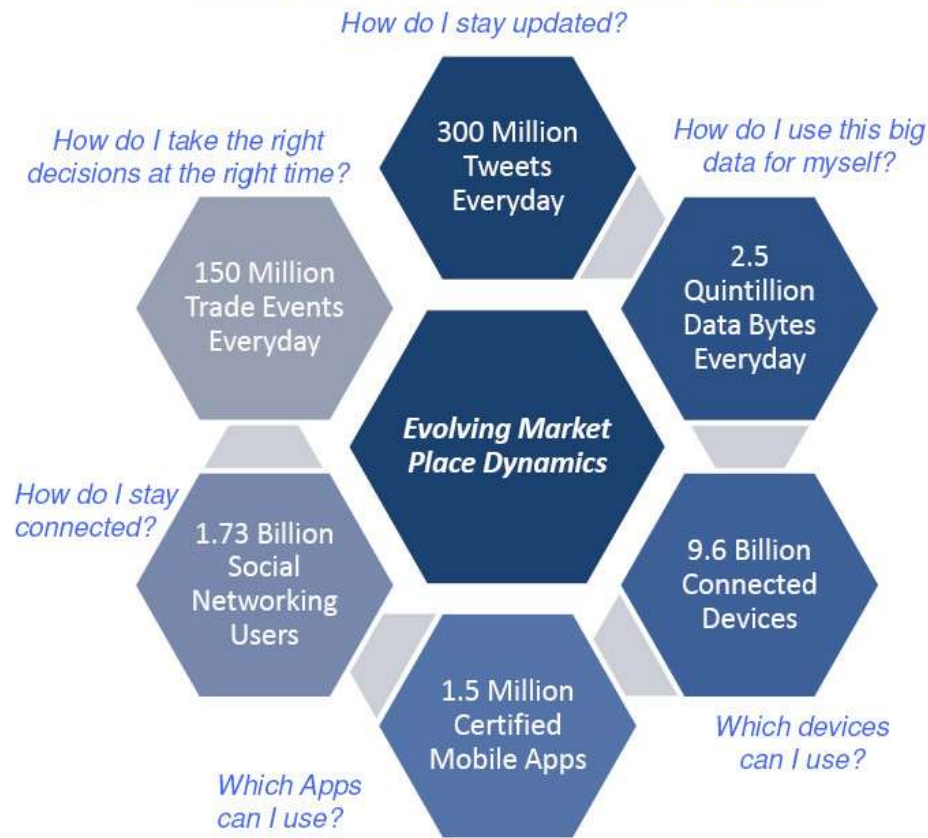 How do I stay updated?
300 Million
Tweets
Everyday
How do I use this big
data for myself?
2.5
Quintillion
Data Bytes
Everyday
How do I take the right
decisions at the right time?
150 Million
Trade Events
Everyday
Evolving Market
Place Dynamics
How do I stay
connected?
1.73 Billion
Social
Networking
Users
9.6 Billion
Connected
Devices
Which devices
can I use?
1.5 Million
Certified
Mobile Apps
Which Apps
can I use?